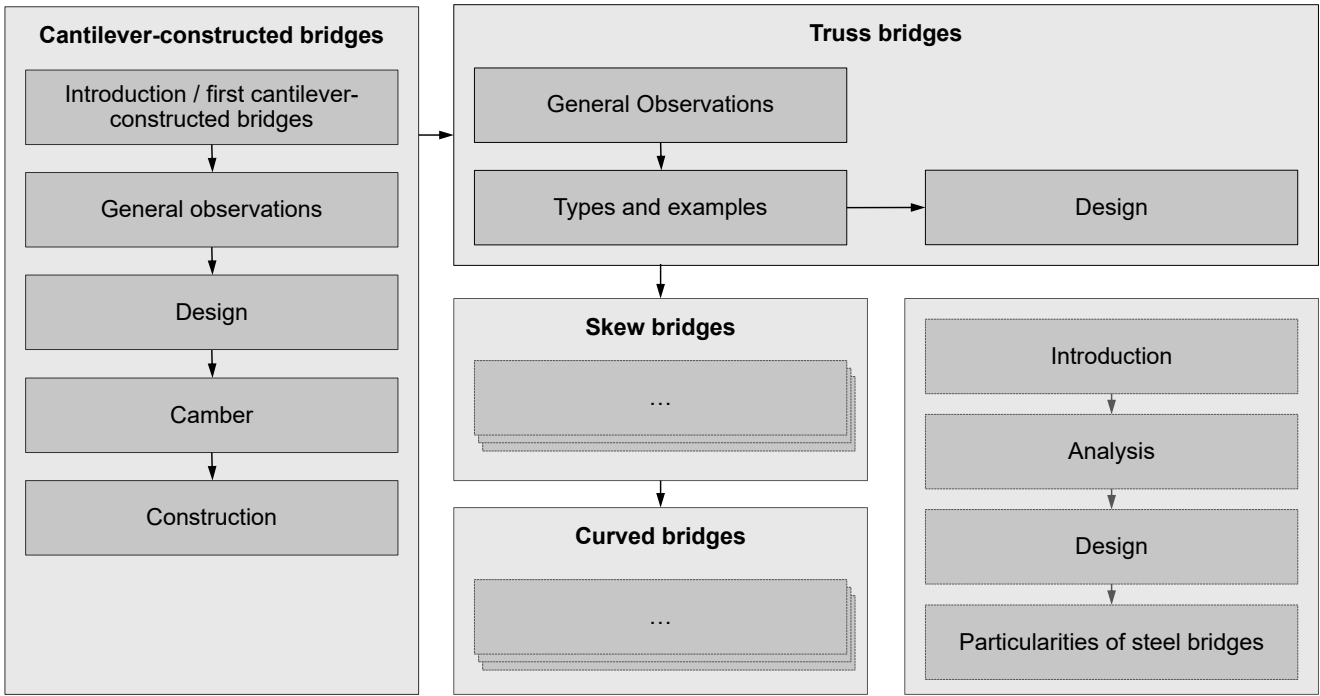 Cantilever-constructed bridges
Introduction / first cantilever-
constructed bridges
General observations
Design
Camber
Construction
Truss bridges
General Observations
Types and examples
Design
Skew bridges
…
Curved bridges
…
Introduction
Analysis
Design
Particularities of steel bridges